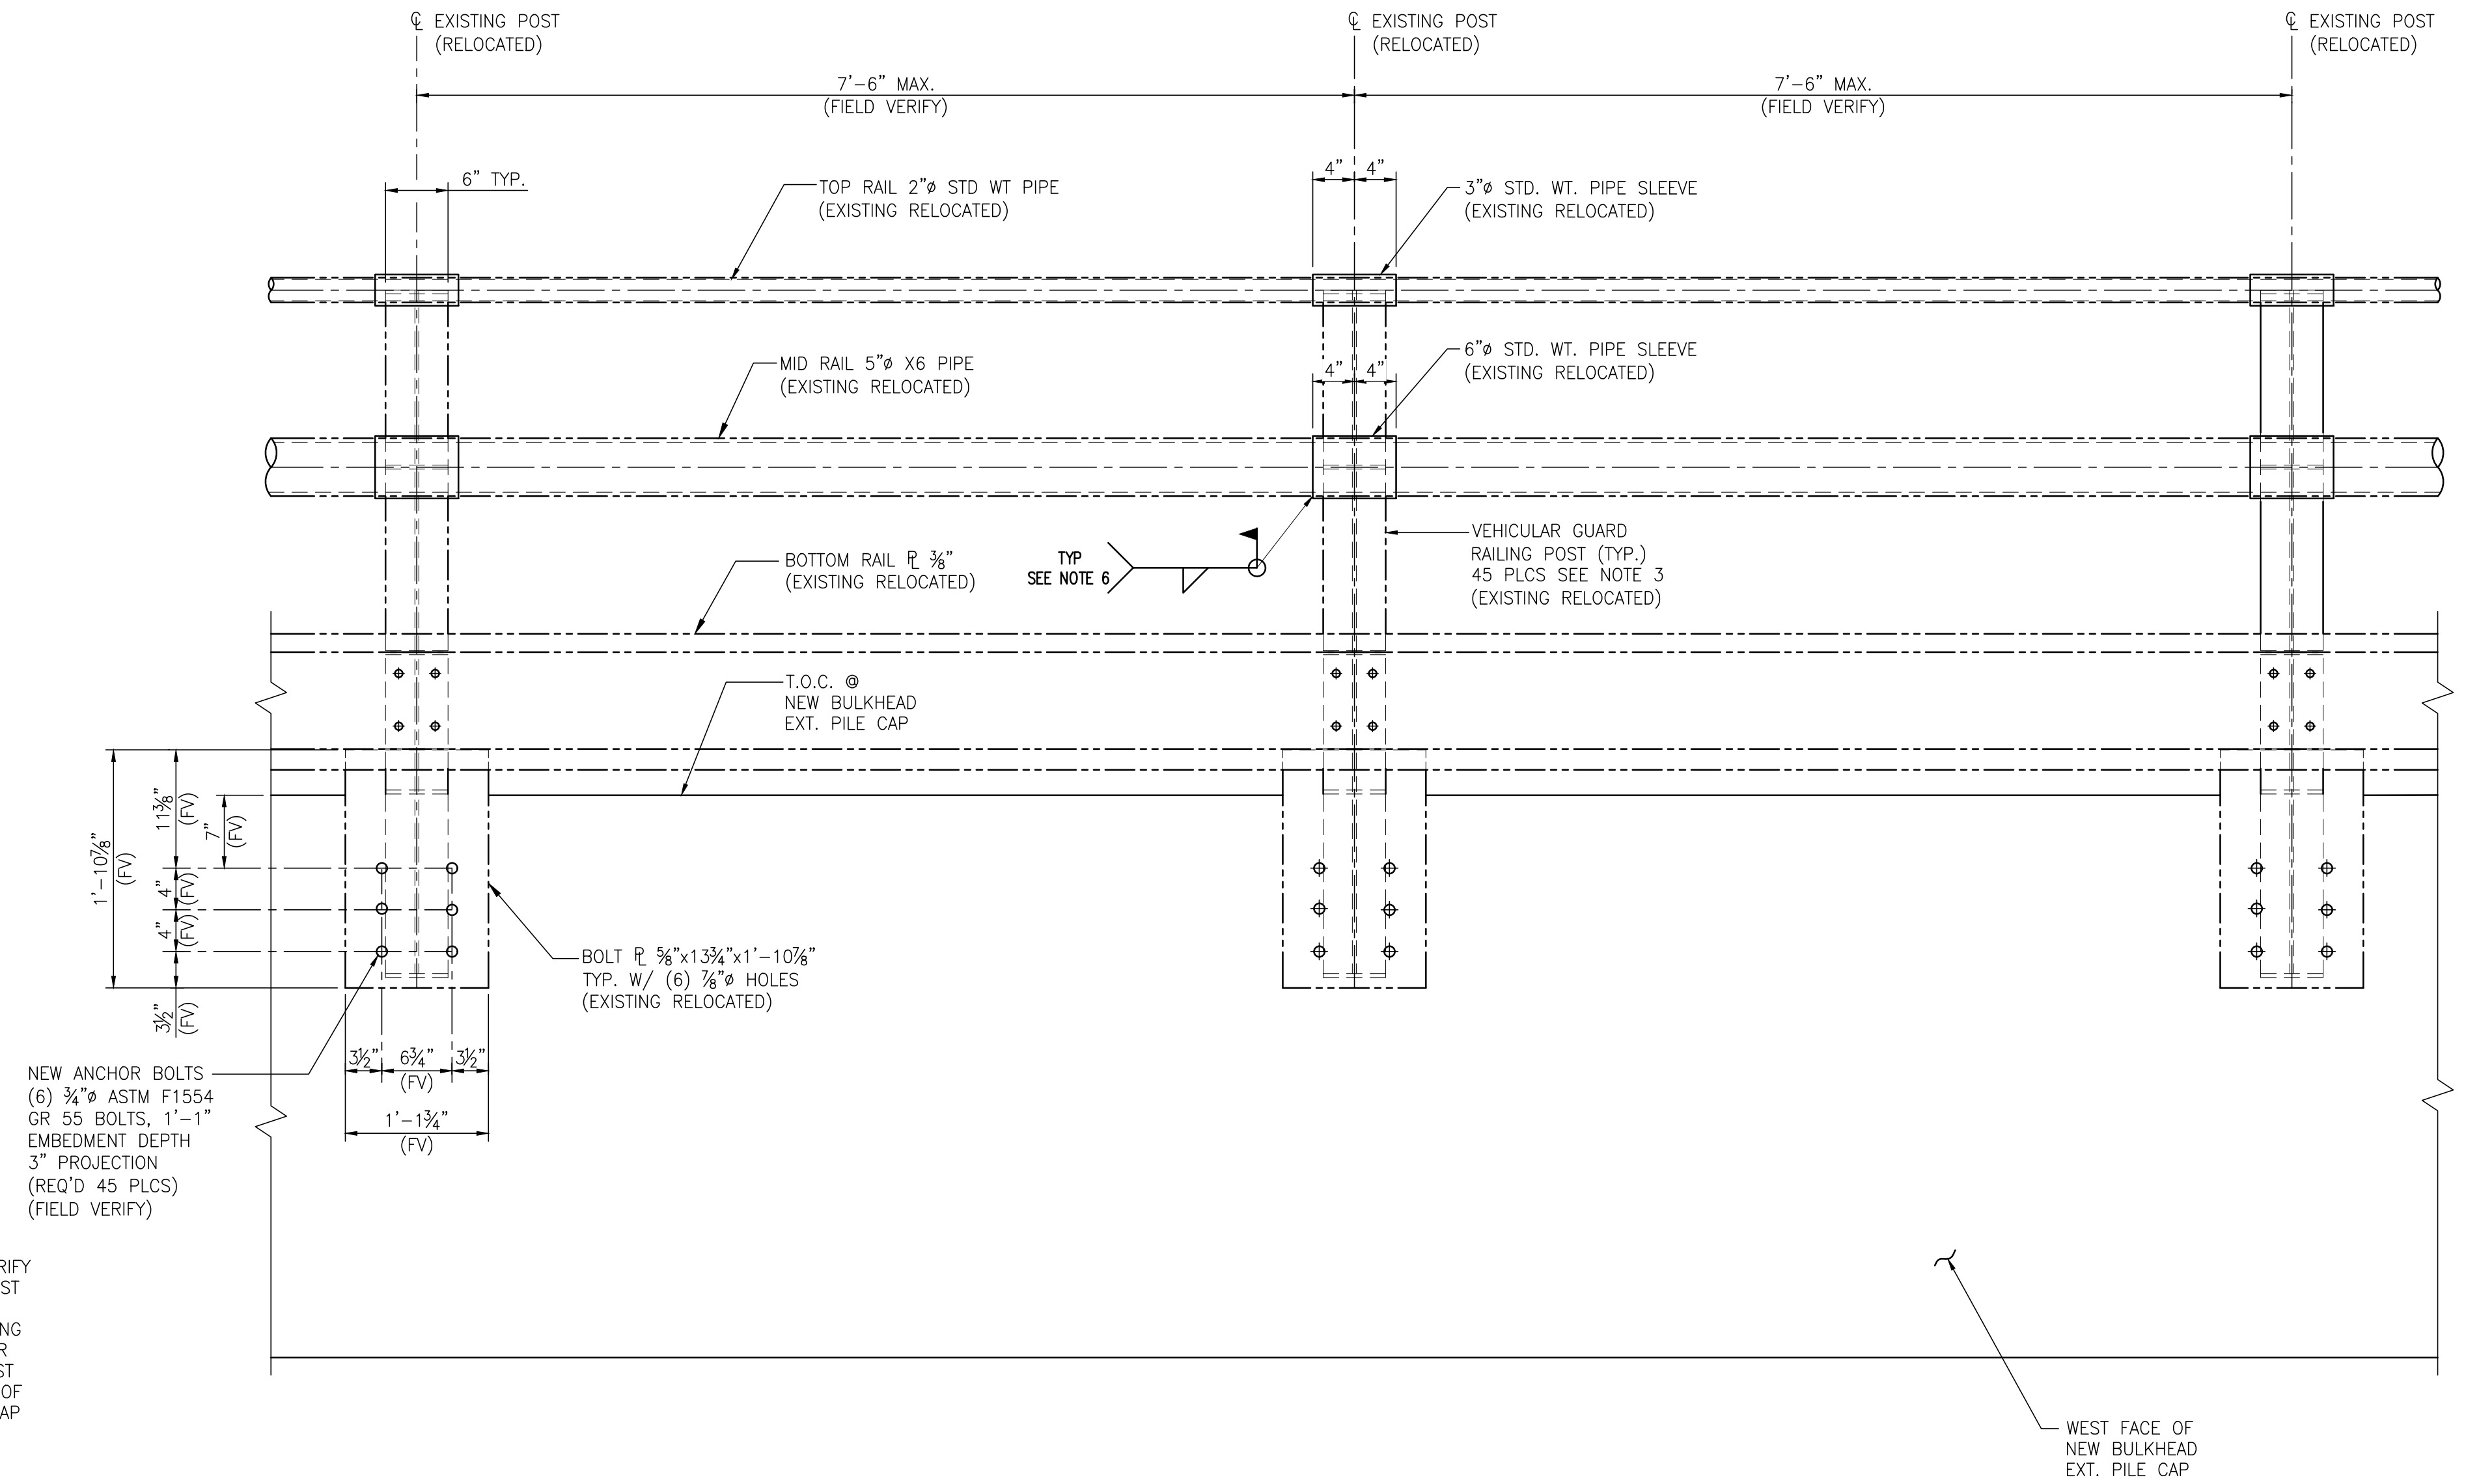 ℄ EXISTING POST
(RELOCATED)
℄ EXISTING POST
(RELOCATED)
℄ EXISTING POST
(RELOCATED)
7'-6" MAX.
(FIELD VERIFY)
7'-6" MAX.
(FIELD VERIFY)
6" TYP.
TOP RAIL 2"ø STD WT PIPE
(EXISTING RELOCATED)
4" 4"
3"ø STD. WT. PIPE SLEEVE
(EXISTING RELOCATED)
MID RAIL 5"ø X6 PIPE
(EXISTING RELOCATED)
4" 4"
6"ø STD. WT. PIPE SLEEVE
(EXISTING RELOCATED)
BOTTOM RAIL ⅊ 3/8"
(EXISTING RELOCATED)
TYP
SEE NOTE 6
VEHICULAR GUARD
RAILING POST (TYP.)
45 PLCS SEE NOTE 3
(EXISTING RELOCATED)
T.O.C. @
NEW BULKHEAD
EXT. PILE CAP
1'-10⅞"
(FV)
11⅜"
(FV)
7"
(FV)
4"
(FV)
4"
(FV)
3½"
(FV)
BOLT ⅊ ⅝"x13¾"x1'-10⅞"
TYP. W/ (6) ⅞"ø HOLES
(EXISTING RELOCATED)
3½" 6¾" 3½"
(FV)
1'-1¾"
(FV)
NEW ANCHOR BOLTS
(6) ¾"ø ASTM F1554
GR 55 BOLTS, 1'-1"
EMBEDMENT DEPTH
3" PROJECTION
(REQ'D 45 PLCS)
(FIELD VERIFY)
RIFY
ST
NG
R
ST
OF
AP
WEST FACE OF
NEW BULKHEAD
EXT. PILE CAP